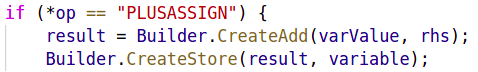 if (*op == "PLUSASSIGN") {
    result = Builder.CreateAdd(varValue, rhs);
    Builder.CreateStore(result, variable);